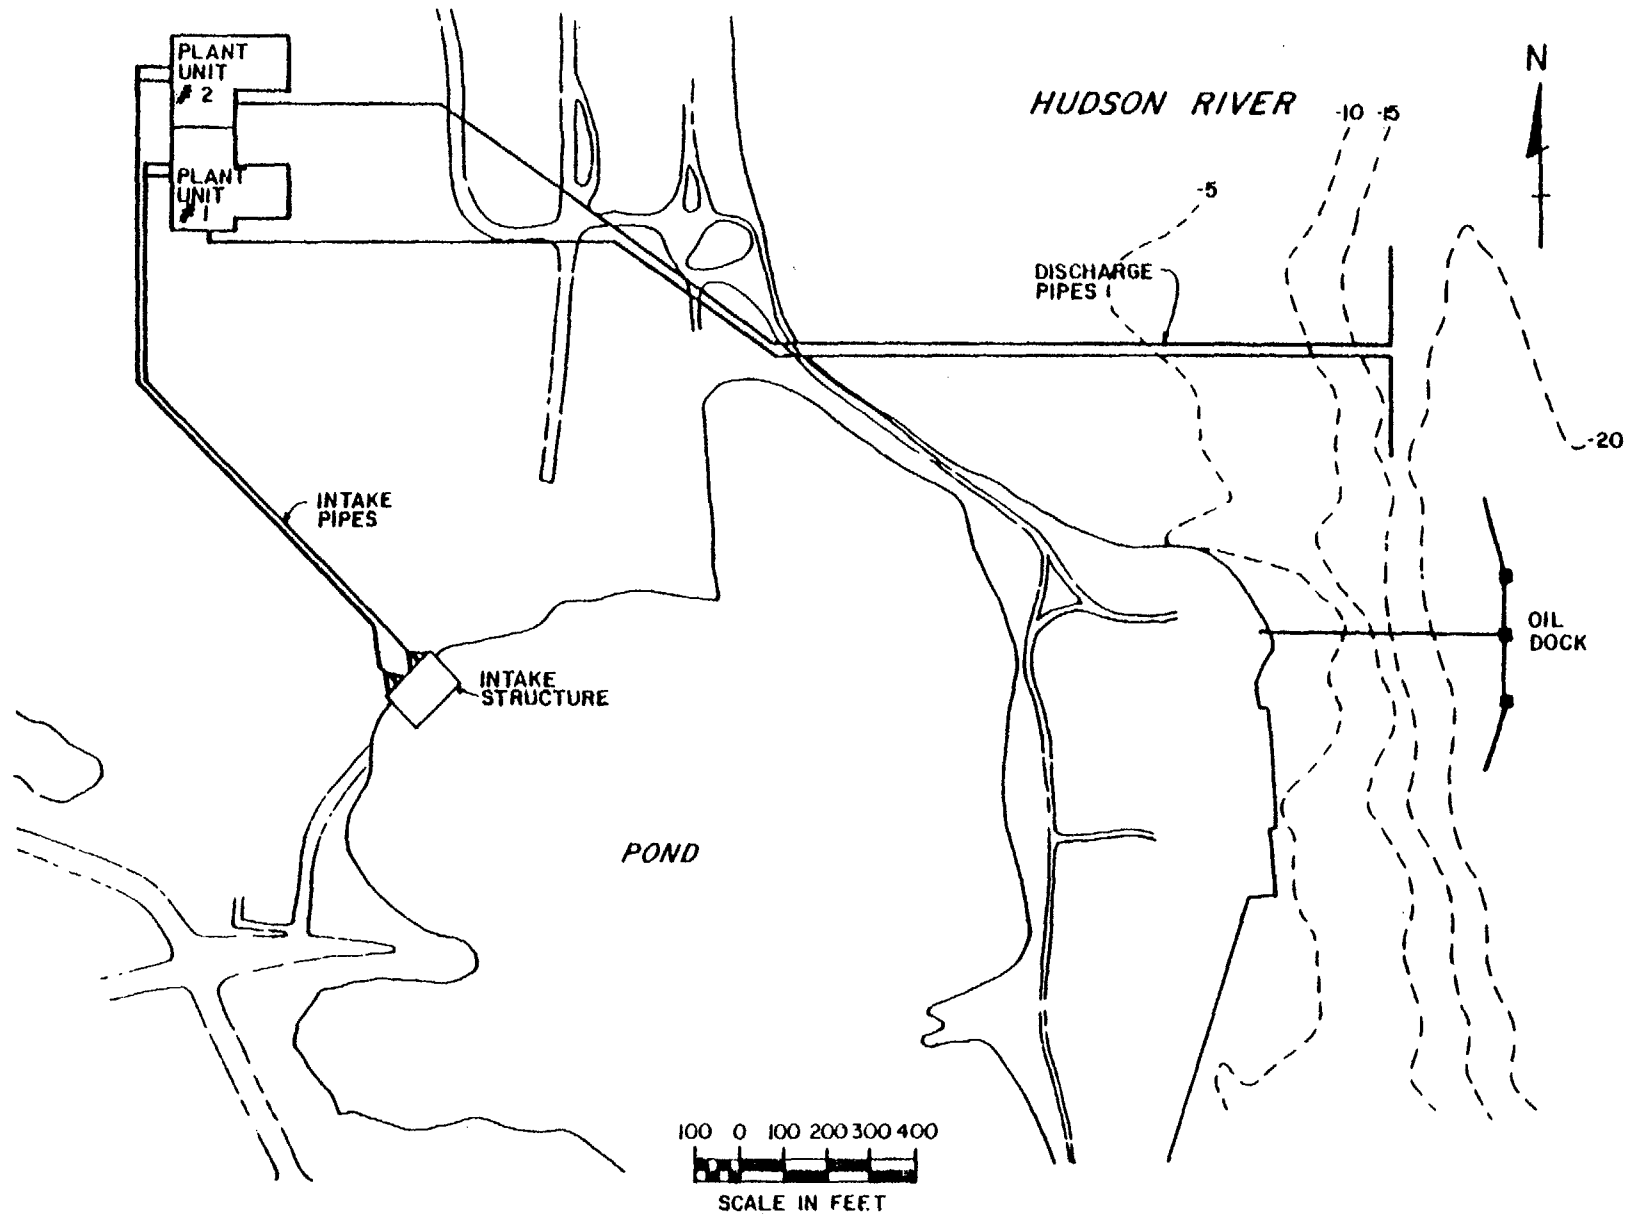 PLANT
UNIT
# 2
PLANT
UNIT
# 1
HUDSON RIVER
N
-10 -15
-5
DISCHARGE
PIPES
-20
INTAKE
PIPES
OIL
DOCK
INTAKE
STRUCTURE
POND
100 0 100 200 300 400
SCALE IN FEET